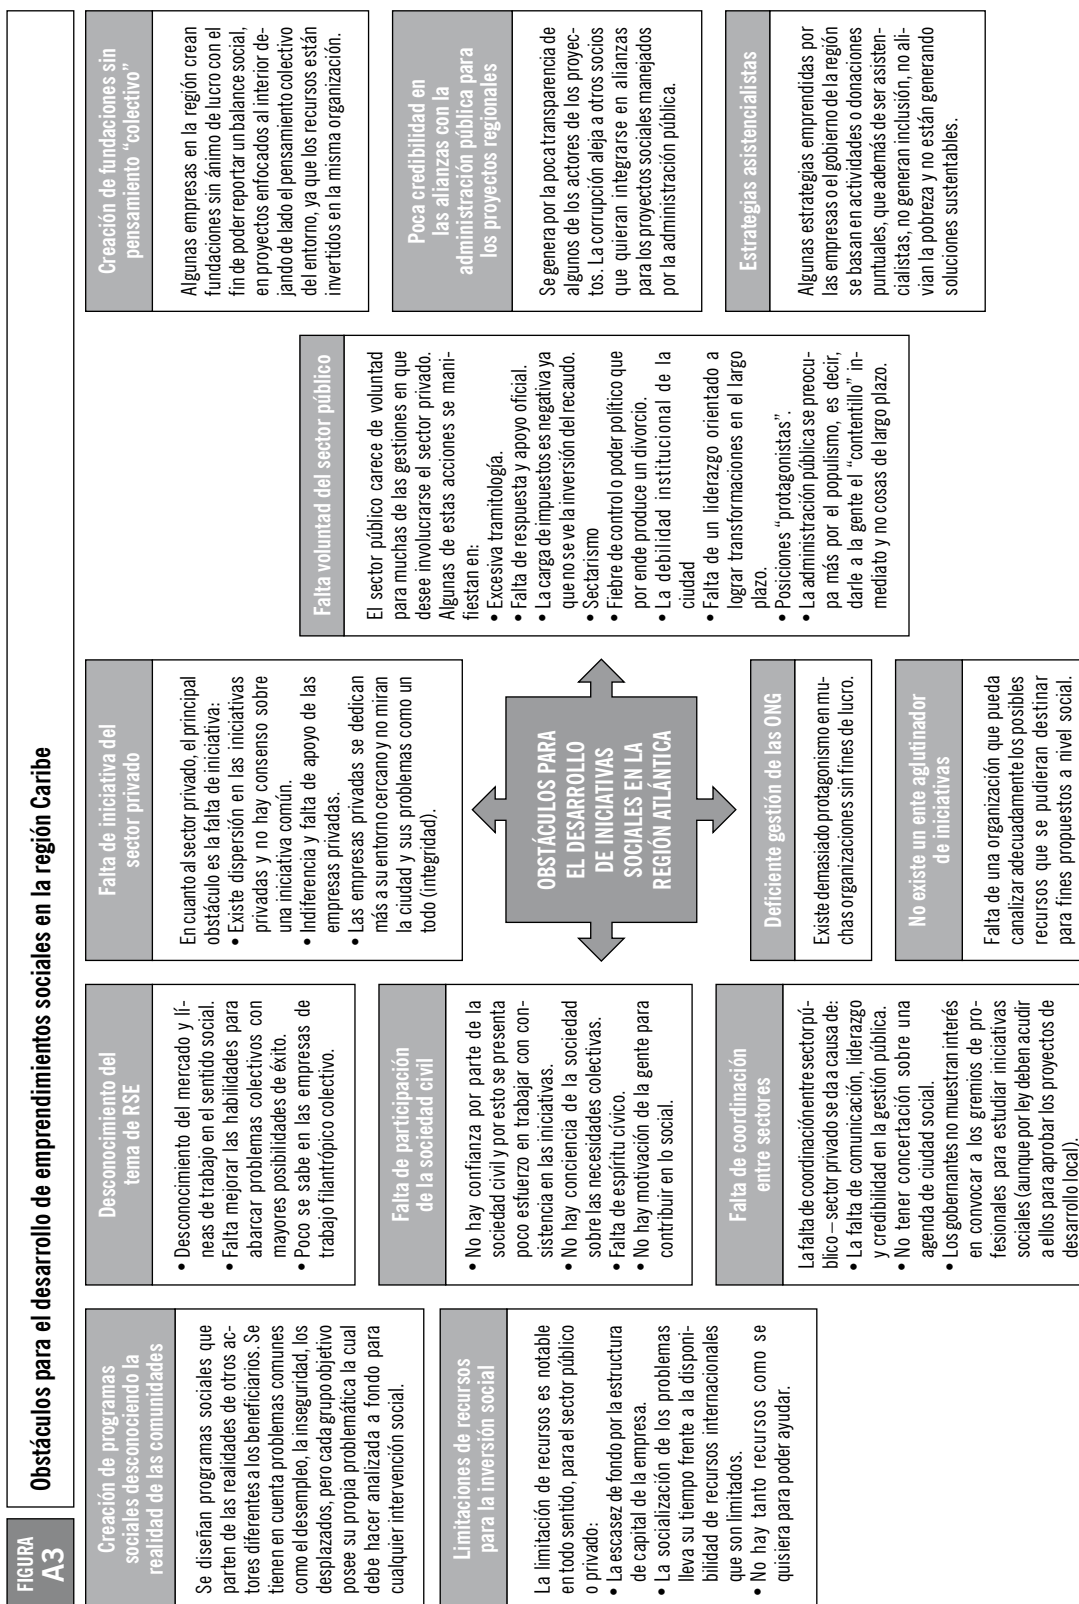 FIGURA
A3
Obstáculos para el desarrollo de emprendimientos sociales en la región Caribe
Creación de programas
sociales desconociendo la
realidad de las comunidades
Se diseñan programas sociales que
parten de las realidades de otros ac-
tores diferentes a los beneficiarios. Se
tienen en cuenta problemas comunes
como el desempleo, la inseguridad, los
desplazados, pero cada grupo objetivo
posee su propia problemática la cual
debe hacer analizada a fondo para
cualquier intervención social.
Limitaciones de recursos
para la inversión social
La limitación de recursos es notable
en todo sentido, para el sector público
o privado:
• La escasez de fondo por la estructura
de capital de la empresa.
• La socialización de los problemas
lleva su tiempo frente a la disponi-
bilidad de recursos internacionales
que son limitados.
• No hay tanto recursos como se
quisiera para poder ayudar.
Desconocimiento del
tema de RSE
• Desconocimiento del mercado y lí-
neas de trabajo en el sentido social.
• Falta mejorar las habilidades para
abarcar problemas colectivos con
mayores posibilidades de éxito.
• Poco se sabe en las empresas de
trabajo filantrópico colectivo.
Falta de participación
de la sociedad civil
• No hay confianza por parte de la
sociedad civil y por esto se presenta
poco esfuerzo en trabajar con con-
sistencia en las iniciativas.
• No hay conciencia de la sociedad
sobre las necesidades colectivas.
• Falta de espíritu cívico.
• No hay motivación de la gente para
contribuir en lo social.
Falta de coordinación
entre sectores
La falta de coordinación entre sector pú-
blico – sector privado se da a causa de:
• La falta de comunicación, liderazgo
y credibilidad en la gestión pública.
• No tener concertación sobre una
agenda de ciudad social.
• Los gobernantes no muestran interés
en convocar a los gremios de pro-
fesionales para estudiar iniciativas
sociales (aunque por ley deben acudir
a ellos para aprobar los proyectos de
desarrollo local).
Falta de iniciativa del
sector privado
En cuanto al sector privado, el principal
obstáculo es la falta de iniciativa:
• Existe dispersión en las iniciativas
privadas y no hay consenso sobre
una iniciativa común.
• Indiferencia y falta de apoyo de las
empresas privadas.
• Las empresas privadas se dedican
más a su entorno cercano y no miran
la ciudad y sus problemas como un
todo (integridad).
OBSTÁCULOS PARA
EL DESARROLLO
DE INICIATIVAS
SOCIALES EN LA
REGIÓN ATLÁNTICA
Deficiente gestión de las ONG
Existe demasiado protagonismo en mu-
chas organizaciones sin fines de lucro.
No existe un ente aglutinador
de iniciativas
Falta de una organización que pueda
canalizar adecuadamente los posibles
recursos que se pudieran destinar
para fines propuestos a nivel social.
Falta voluntad del sector público
El sector público carece de voluntad
para muchas de las gestiones en que
desee involucrarse el sector privado.
Algunas de estas acciones se mani-
fiestan en:
• Excesiva tramitología.
• Falta de respuesta y apoyo oficial.
• La carga de impuestos es negativa ya
que no se ve la inversión del recaudo.
• Sectarismo
• Fiebre de control o poder político que
por ende produce un divorcio.
• La debilidad institucional de la
ciudad
• Falta de un liderazgo orientado a
lograr transformaciones en el largo
plazo.
• Posiciones “protagonistas”.
• La administración pública se preocu-
pa más por el populismo, es decir,
darle a la gente el “contentillo” in-
mediato y no cosas de largo plazo.
Creación de fundaciones sin
pensamiento “colectivo”
Algunas empresas en la región crean
fundaciones sin ánimo de lucro con el
fin de poder reportar un balance social,
en proyectos enfocados al interior de-
jando de lado el pensamiento colectivo
del entorno, ya que los recursos están
invertidos en la misma organización.
Poca credibilidad en
las alianzas con la
administración pública para
los proyectos regionales
Se genera por la poca transparencia de
algunos de los actores de los proyec-
tos. La corrupción aleja a otros socios
que quieran integrarse en alianzas
para los proyectos sociales manejados
por la administración pública.
Estrategias asistencialistas
Algunas estrategias emprendidas por
las empresas o el gobierno de la región
se basan en actividades o donaciones
puntuales, que además de ser asisten-
cialistas, no generan inclusión, no ali-
vian la pobreza y no están generando
soluciones sustentables.